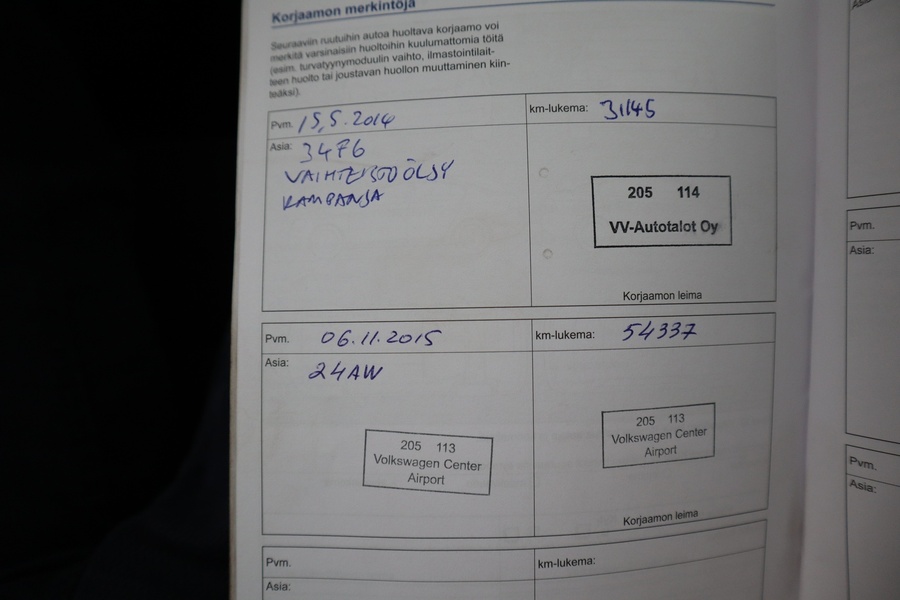 Korjaamon merkintöjä
Seuraaviin ruutuihin autoa huoltava korjaamo voi
merkitä varsinaisiin huoltoihin kuulumattomia töitä
(esim. turvatyynymoduulin vaihto, ilmastointilait-
teen huolto tai joustavan huollon muuttaminen kiin-
teäksi).
Pvm. 15.5.2014
km-lukema: 31145
Asia: 34F6
VAIHTEISTOÖLJY
KAMPANJA
205 114
VV-Autotalot Oy
Korjaamon leima
Pvm. 06.11.2015
km-lukema: 54337
Asia: 24AW
205 113
Volkswagen Center
Airport
205 113
Volkswagen Center
Airport
Korjaamon leima
Pvm.
km-lukema:
Asia:
Pvm.
Asia:
Pvm.
Asia: